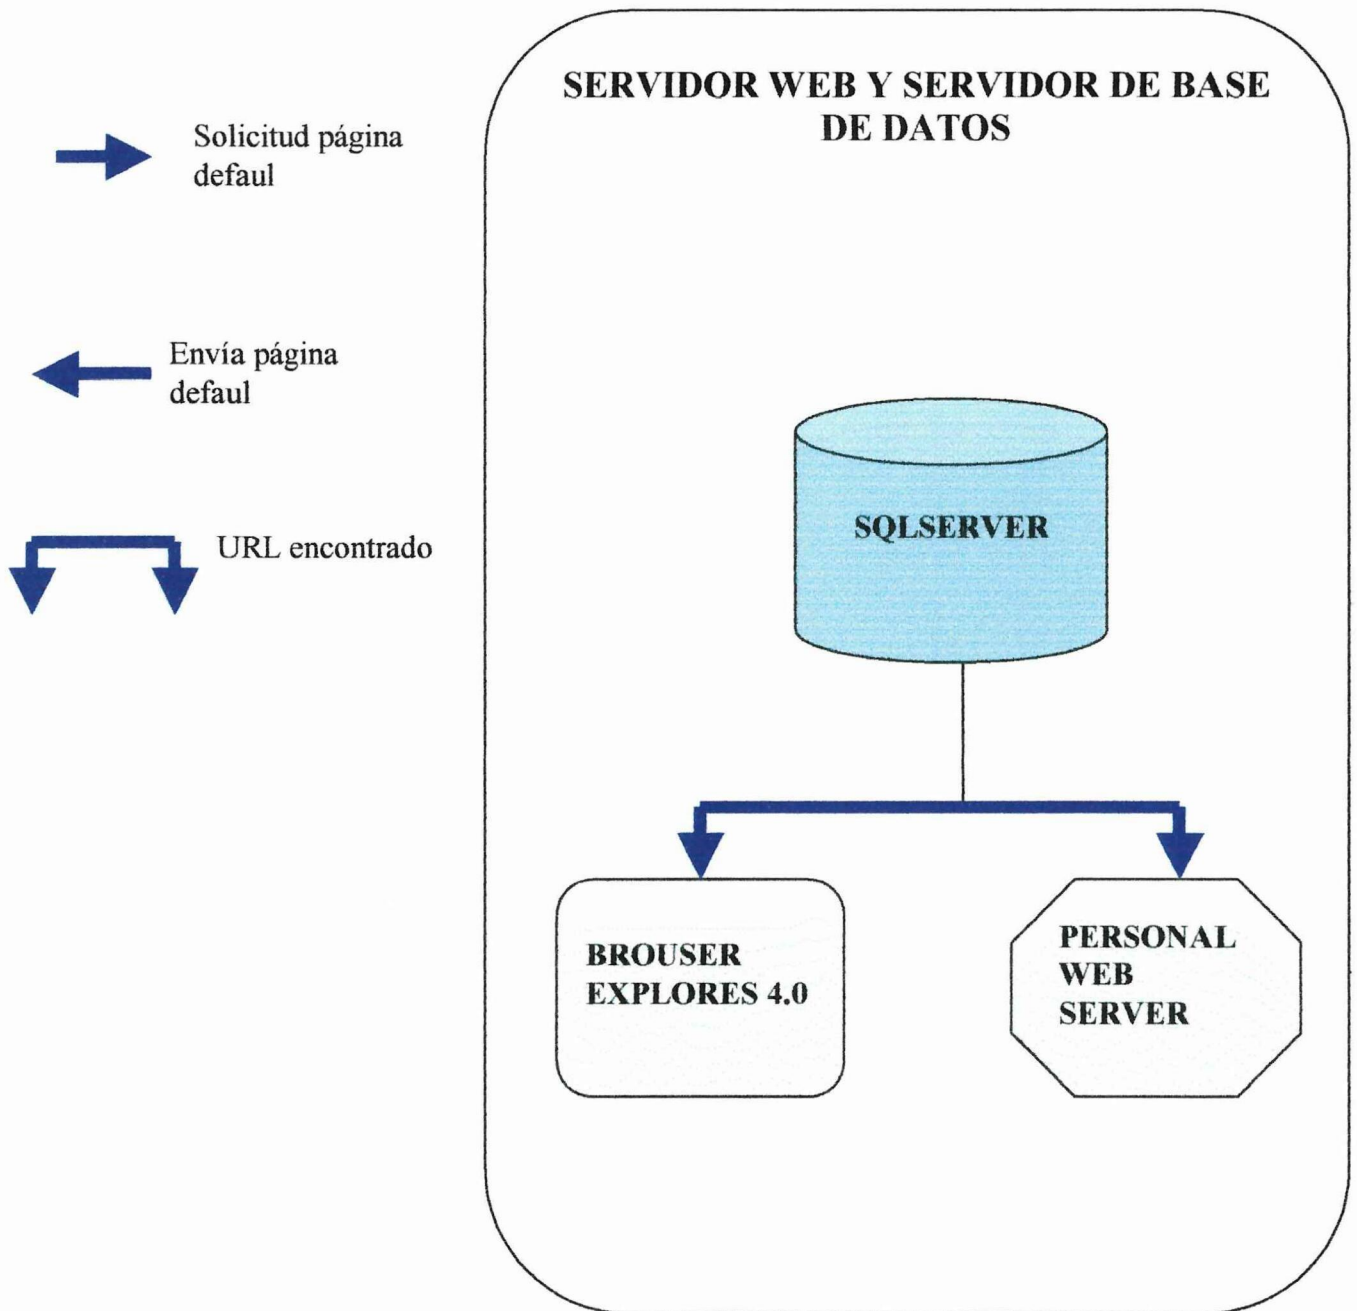 SERVIDOR WEB Y SERVIDOR DE BASE
DE DATOS
Solicitud página
defaul
Envía página
defaul
URL encontrado
SQLSERVER
BROUSER
EXPLORES 4.0
PERSONAL
WEB
SERVER